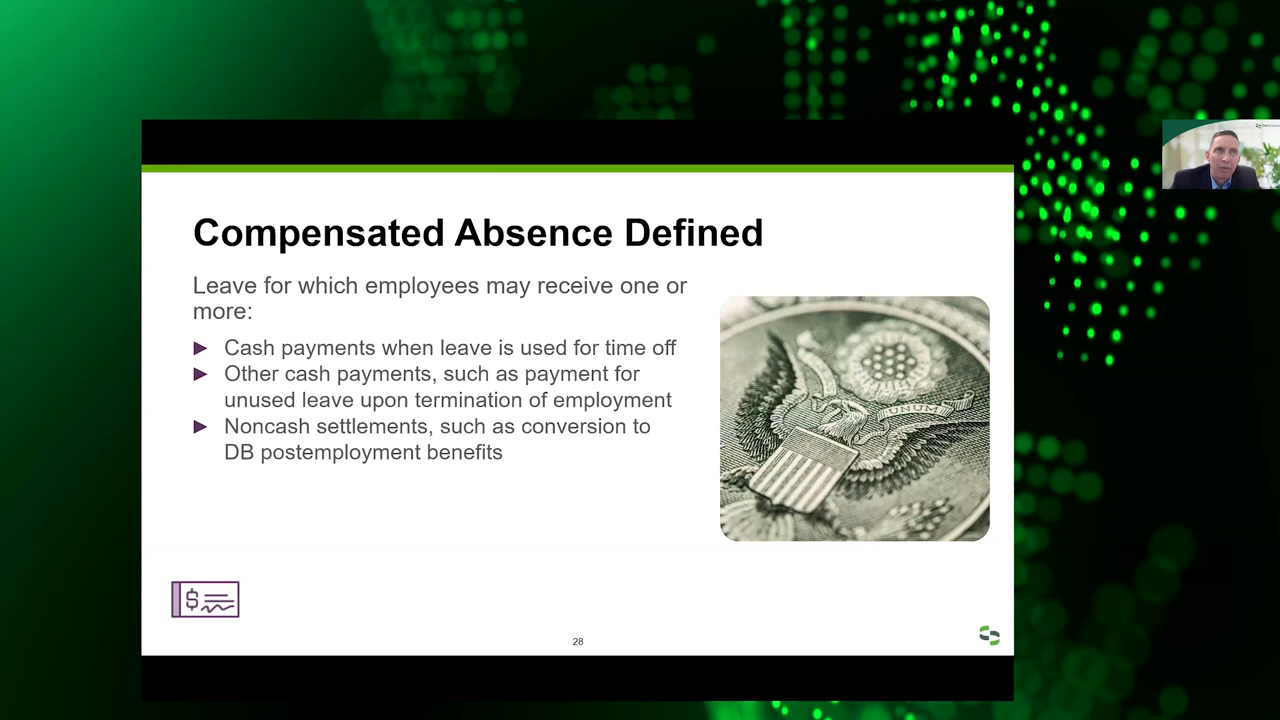 Compensated Absence Defined
Leave for which employees may receive one or
more:
Cash payments when leave is used for time off
Other cash payments, such as payment for
unused leave upon termination of employment
Noncash settlements, such as conversion to
DB postemployment benefits
UNUM
$
28